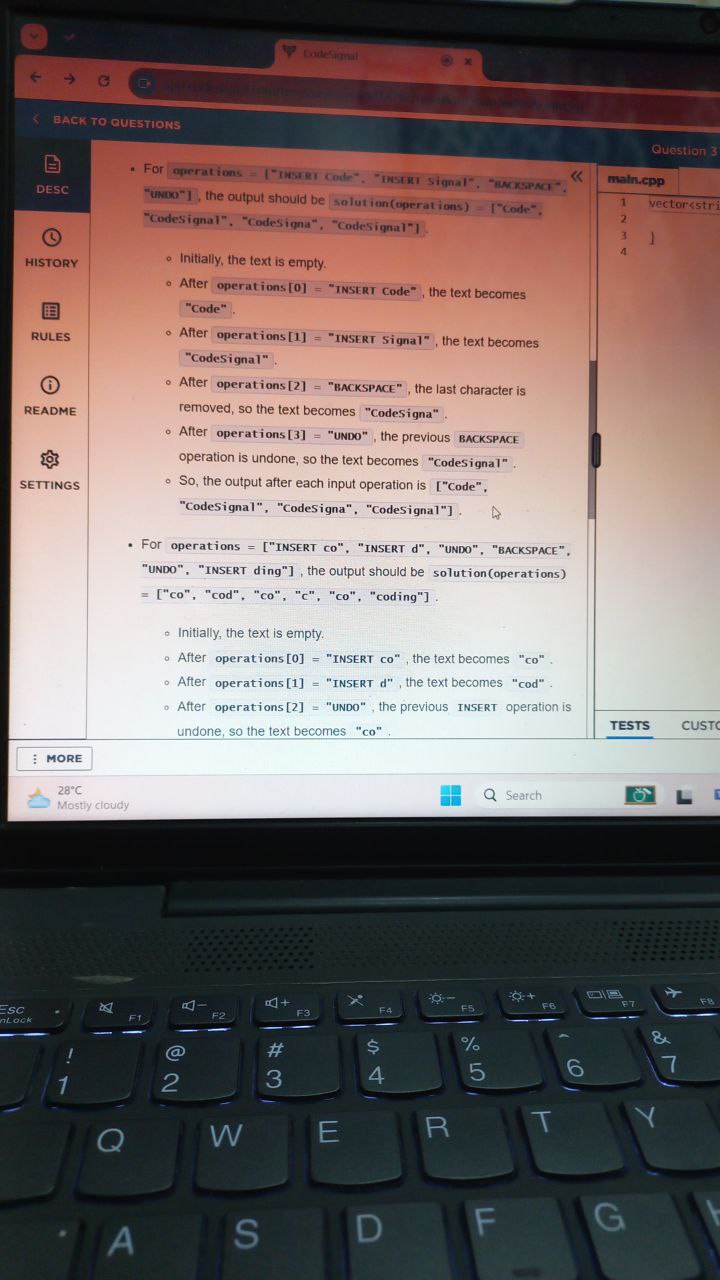 CodeSignal
BACK TO QUESTIONS
Question 3
DESC
HISTORY
RULES
README
SETTINGS
For operations = ["INSERT Code", "INSERT Signal", "BACKSPACE",
"UNDO"], the output should be solution(operations) = ["Code",
"CodeSignal", "CodeSigna", "CodeSignal"].
Initially, the text is empty.
After operations[0] = "INSERT Code", the text becomes
"Code".
After operations[1] = "INSERT Signal", the text becomes
"CodeSignal".
After operations[2] = "BACKSPACE", the last character is
removed, so the text becomes "CodeSigna".
After operations[3] = "UNDO", the previous BACKSPACE
operation is undone, so the text becomes "CodeSignal".
So, the output after each input operation is ["Code",
"CodeSignal", "CodeSigna", "CodeSignal"].
For operations = ["INSERT co", "INSERT d", "UNDO", "BACKSPACE",
"UNDO", "INSERT ding"], the output should be solution(operations)
= ["co", "cod", "co", "c", "co", "coding"].
Initially, the text is empty.
After operations[0] = "INSERT co", the text becomes "co".
After operations[1] = "INSERT d", the text becomes "cod".
After operations[2] = "UNDO", the previous INSERT operation is
undone, so the text becomes "co".
main.cpp
1 vector<stri
2
3 }
4
TESTS CUSTO
MORE
28°C
Mostly cloudy
Search
Esc F1 F2 F3 F4 F5 F6 F7 F8
nLock
! @ # $ % ^ &
1 2 3 4 5 6 7
Q W E R T Y
A S D F G